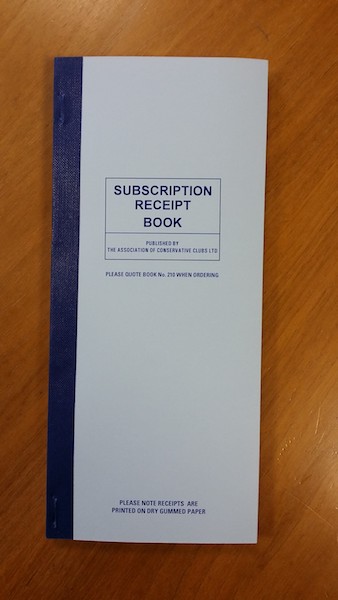 SUBSCRIPTION
RECEIPT
BOOK
PUBLISHED BY
THE ASSOCIATION OF CONSERVATIVE CLUBS LTD
PLEASE QUOTE BOOK No. 210 WHEN ORDERING
PLEASE NOTE RECEIPTS ARE
PRINTED ON DRY GUMMED PAPER